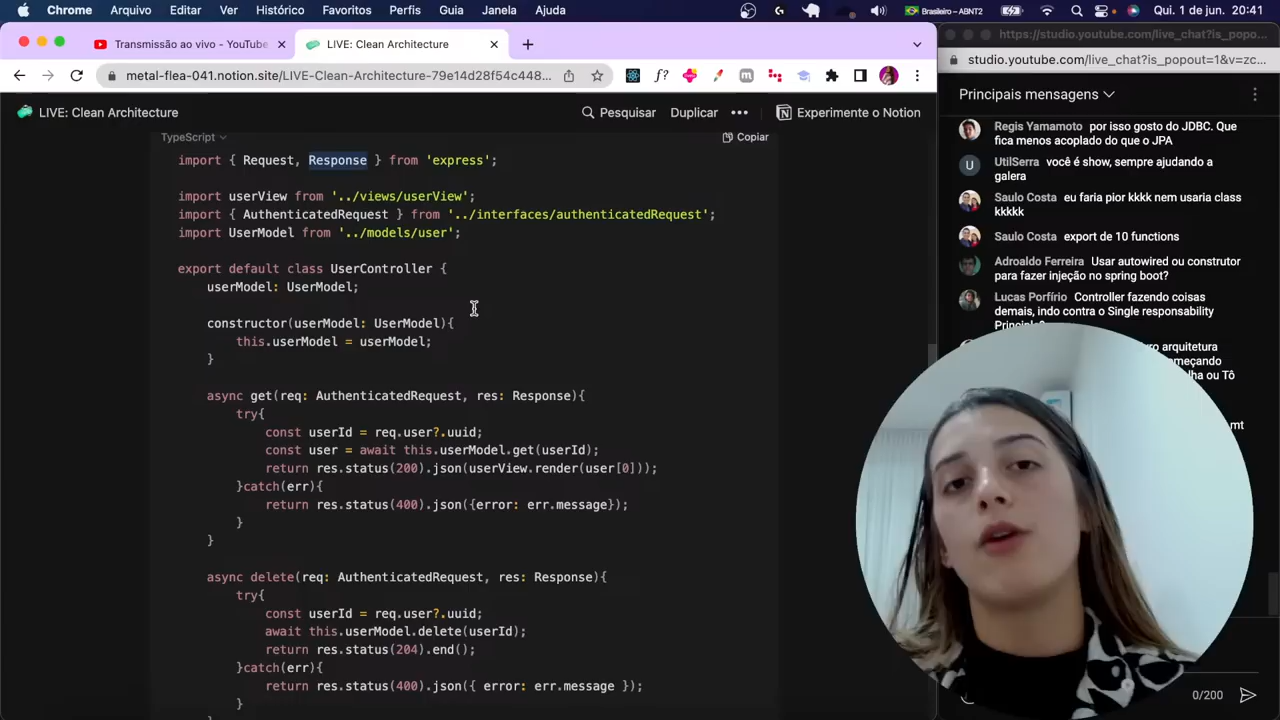 Chrome Arquivo Editar Ver Histórico Favoritos Perfis Guia Janela Ajuda
Brasileiro – ABNT2 Qui. 1 de jun. 20:41
Transmissão ao vivo - YouTube
LIVE: Clean Architecture
https://studio.youtube.com/live_chat?is_popo...
metal-flea-041.notion.site/LIVE-Clean-Architecture-79e14d28f54c448...
studio.youtube.com/live_chat?is_popout=1&v=zc...
LIVE: Clean Architecture
Pesquisar Duplicar ••• Experimente o Notion
TypeScript
Copiar
import { Request, Response } from 'express';
import userView from '../views/userView';
import { AuthenticatedRequest } from '../interfaces/authenticatedRequest';
import UserModel from '../models/user';
export default class UserController {
userModel: UserModel;
constructor(userModel: UserModel){
this.userModel = userModel;
}
async get(req: AuthenticatedRequest, res: Response){
try{
const userId = req.user?.uuid;
const user = await this.userModel.get(userId);
return res.status(200).json(userView.render(user[0]));
}catch(err){
return res.status(400).json({error: err.message});
}
}
async delete(req: AuthenticatedRequest, res: Response){
try{
const userId = req.user?.uuid;
await this.userModel.delete(userId);
return res.status(204).end();
}catch(err){
return res.status(400).json({ error: err.message });
}
Principais mensagens
Regis Yamamoto por isso gosto do JDBC. Que
fica menos acoplado do que o JPA
U UtilSerra você é show, sempre ajudando a
galera
Saulo Costa eu faria pior kkkk nem usaria class
kkkkk
Saulo Costa export de 10 functions
Adroaldo Ferreira Usar autowired ou construtor
para fazer injeção no spring boot?
Lucas Porfírio Controller fazendo coisas
demais, indo contra o Single responsability
arquitetura
Tô
mt
0/200